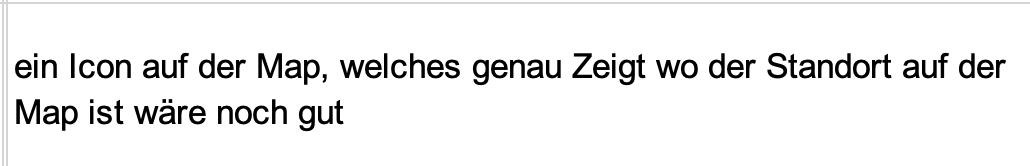 ein Icon auf der Map, welches genau Zeigt wo der Standort auf der
Map ist wäre noch gut